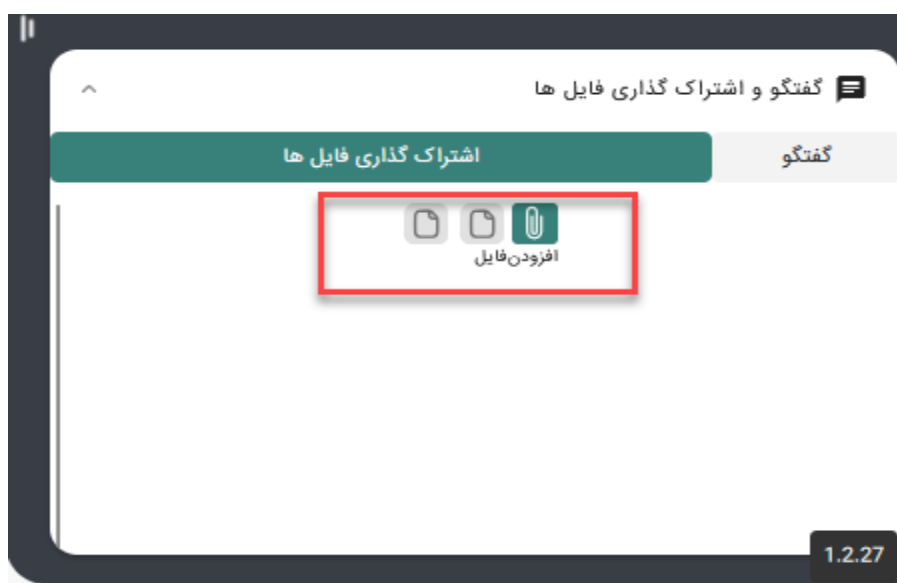 گفتگو و اشتراک گذاری فایل ها
گفتگو
اشتراک گذاری فایل ها
افزودن‌فایل
1.2.27